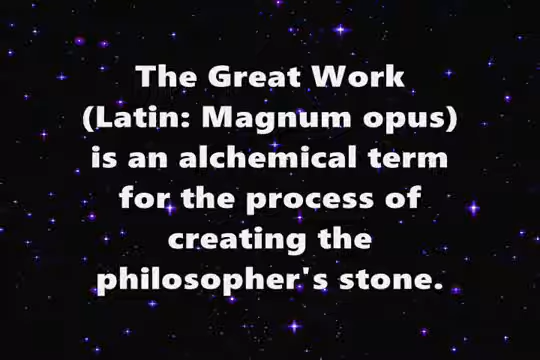 The Great Work
(Latin: Magnum opus)
is an alchemical term
for the process of
creating the
philosopher's stone.